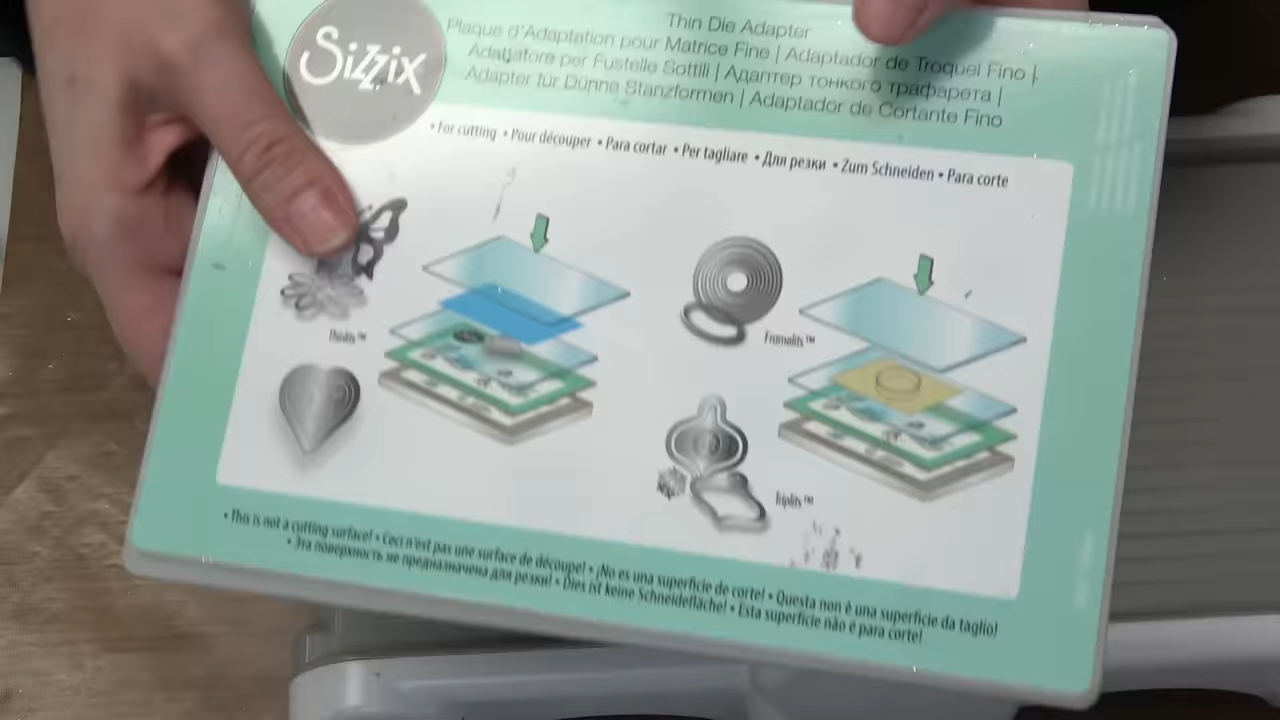 Sizzix
Thin Die Adapter
Plaque d'Adaptation pour Matrice Fine | Adaptador de Troquel Fino |
Adattatore per Fustelle Sottili | Адаптер тонкого трафарета |
Adapter für Dünne Stanzformen | Adaptador de Cortante Fino
• For cutting • Pour découper • Para cortar • Per tagliare • Для резки • Zum Schneiden • Para corte
Thinlits™
Framelits™
Triplits™
• This is not a cutting surface! • Ceci n'est pas une surface de découpe! • ¡No es una superficie de corte! • Questa non è una superficie da taglio!
• Эта поверхность не предназначена для резки! • Dies ist keine Schneidefläche! • Esta superfície não é para corte!